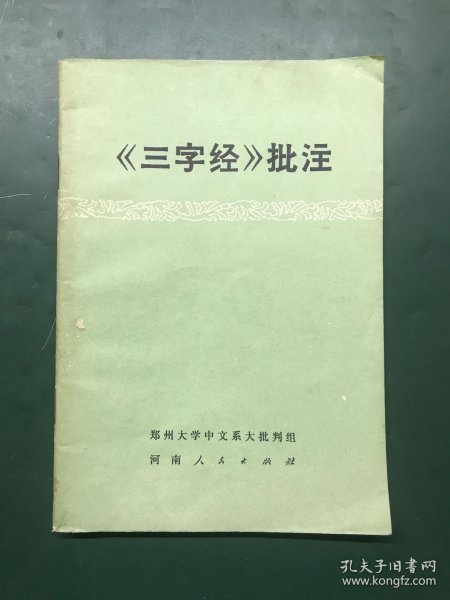 《三字经》批注
郑州大学中文系大批判组
河南人民出版社
孔夫子旧书网
www.kongfz.com